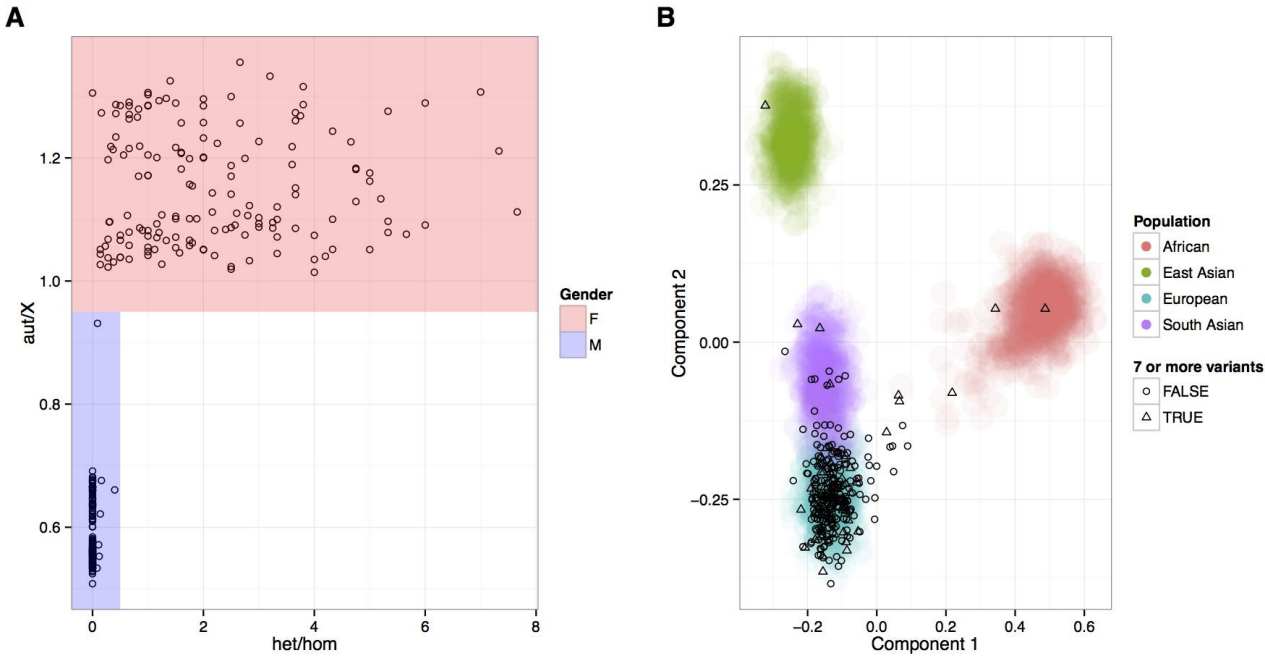 A
aut/X
1.2
1.0
0.8
0.6
0
2
4
6
8
het/hom
Gender
F
M
B
Component 2
0.25
0.00
−0.25
−0.2
0.0
0.2
0.4
0.6
Component 1
Population
African
East Asian
European
South Asian
7 or more variants
FALSE
TRUE